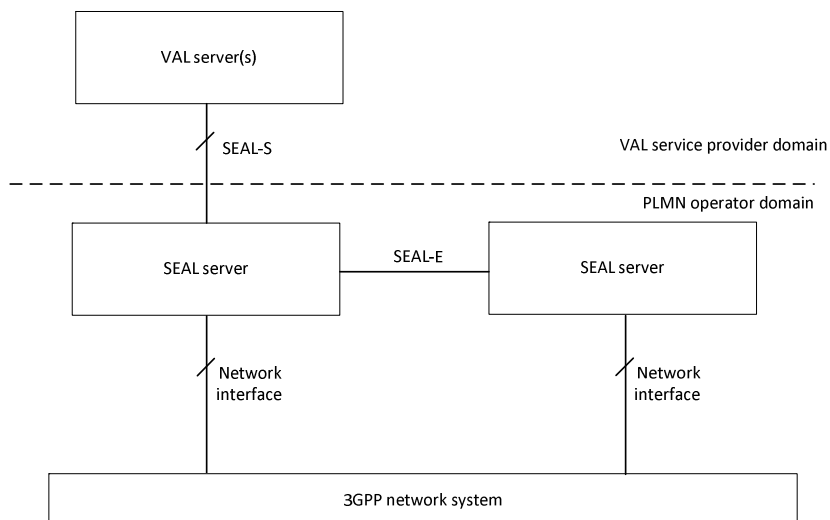 VAL server(s)
SEAL-S
VAL service provider domain
PLMN operator domain
SEAL server
SEAL-E
SEAL server
Network
interface
Network
interface
3GPP network system